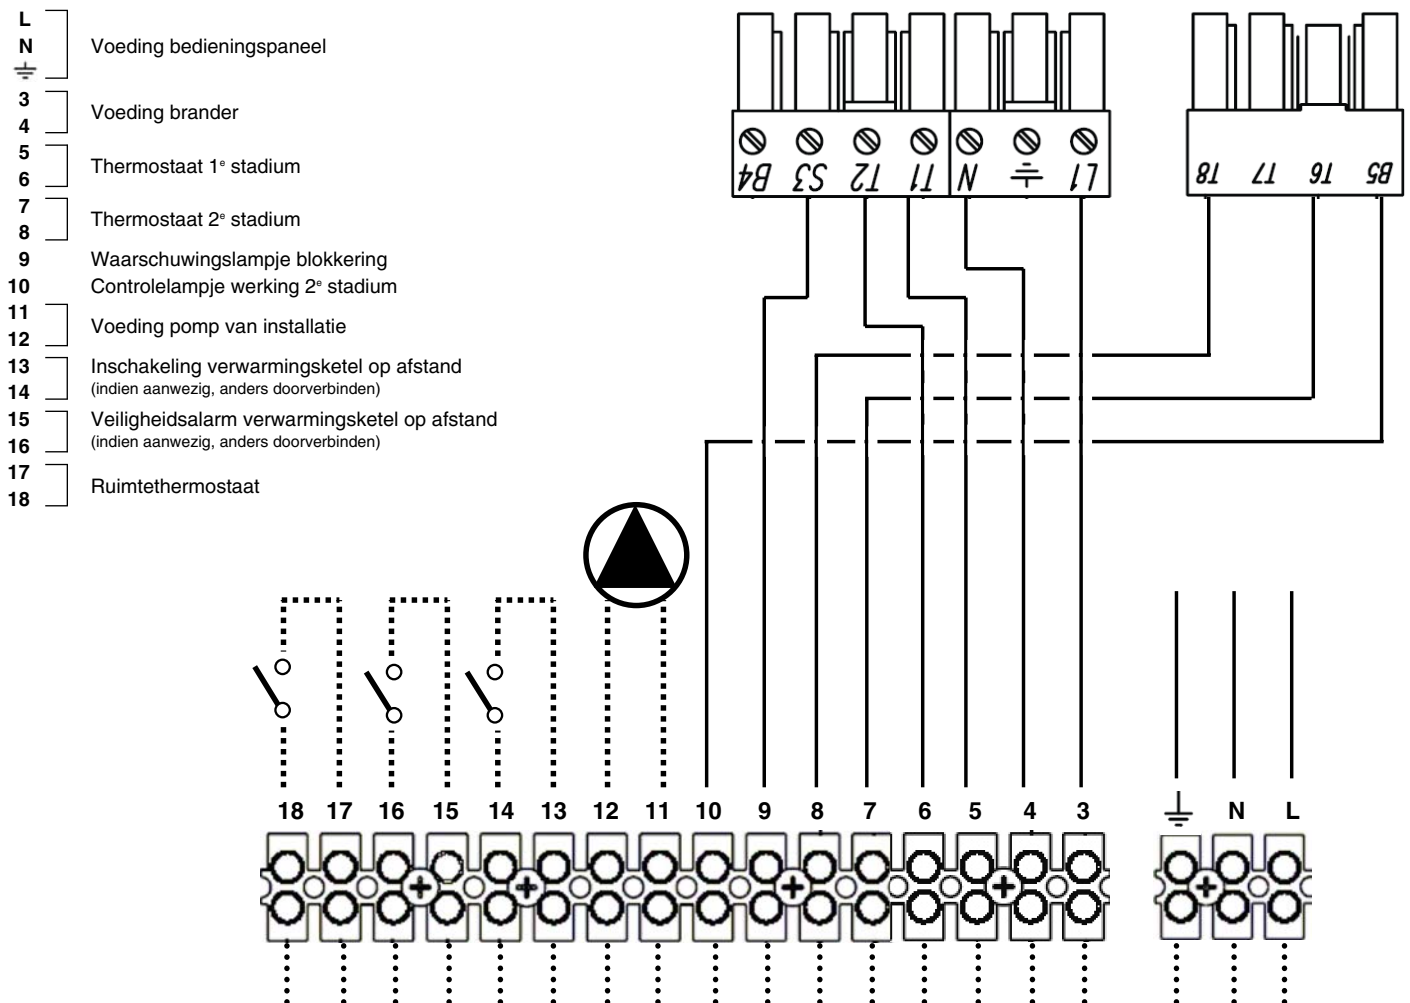 L
N
Voeding bedieningspaneel
3
4
Voeding brander
5
6
Thermostaat 1e stadium
7
8
Thermostaat 2e stadium
9 Waarschuwingslampje blokkering
10 Controlelampje werking 2e stadium
11
12
Voeding pomp van installatie
13
14
Inschakeling verwarmingsketel op afstand
(indien aanwezig, anders doorverbinden)
15
16
Veiligheidsalarm verwarmingsketel op afstand
(indien aanwezig, anders doorverbinden)
17
18
Ruimtethermostaat
B4 S3 T2 T1 N L1
T8 T7 T6 B5
18 17 16 15 14 13 12 11 10 9 8 7 6 5 4 3
N L